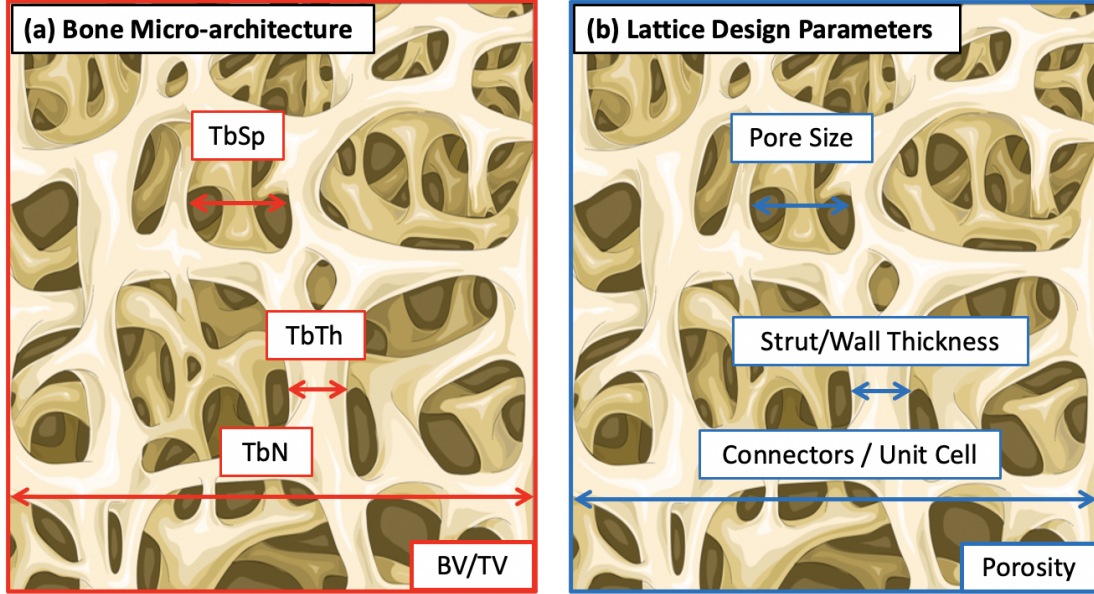 (a) Bone Micro-architecture
TbSp
TbTh
TbN
BV/TV
(b) Lattice Design Parameters
Pore Size
Strut/Wall Thickness
Connectors / Unit Cell
Porosity